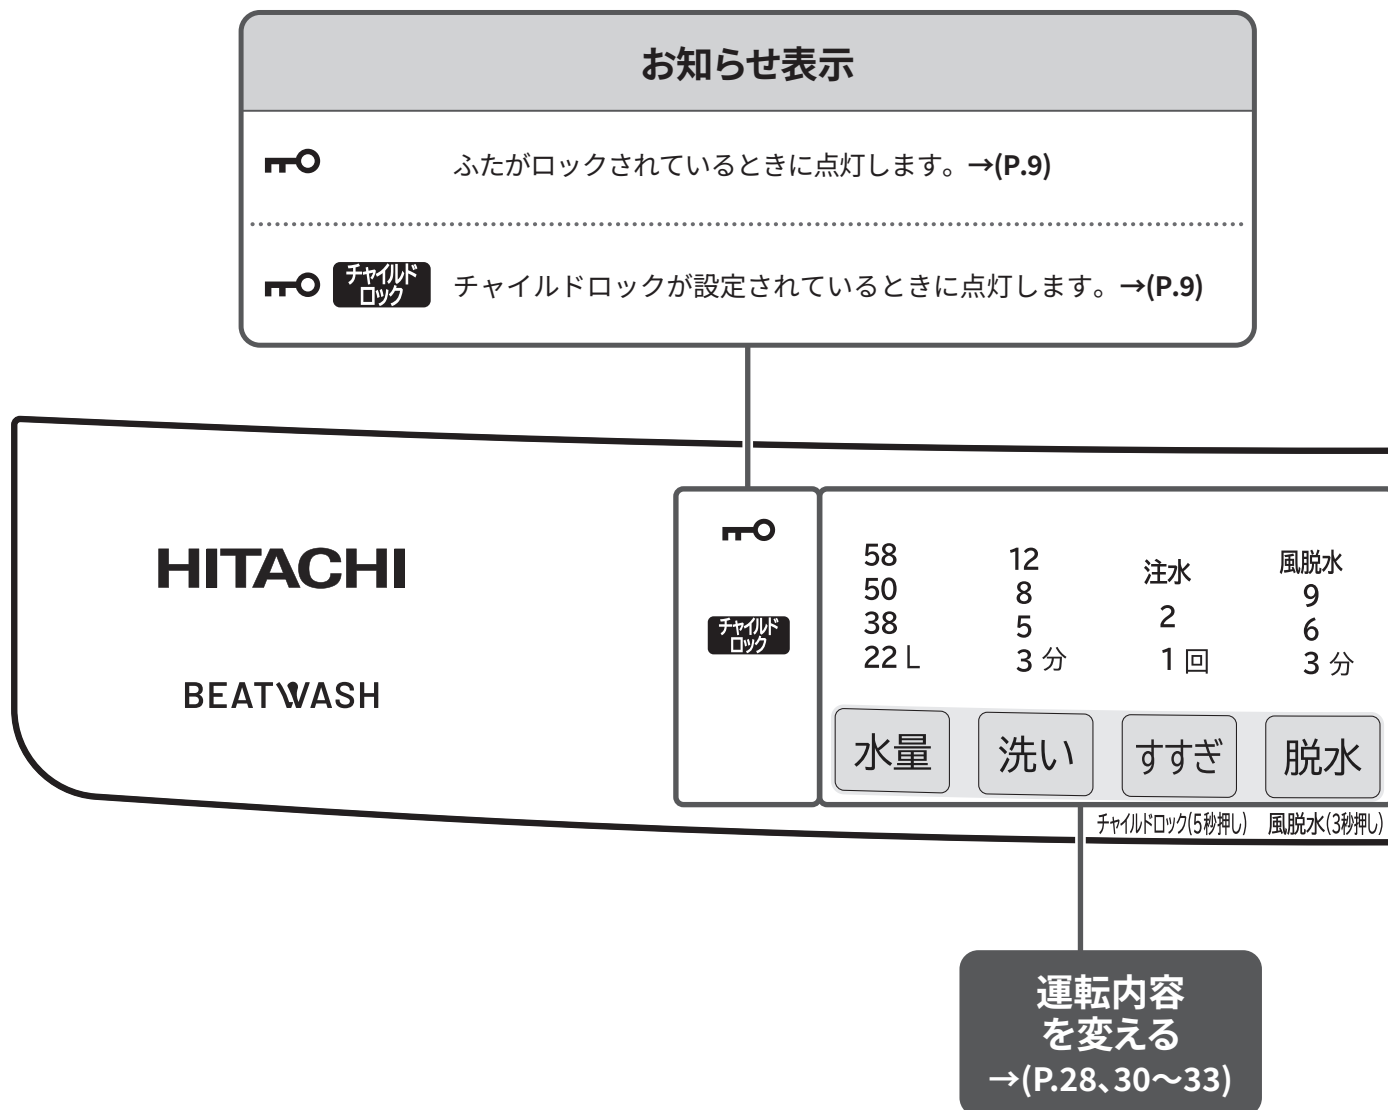 お知らせ表示
ふたがロックされているときに点灯します。→(P.9)
チャイルド
ロック
チャイルドロックが設定されているときに点灯します。→(P.9)
HITACHI
BEATWASH
チャイルド
ロック
58
50
38
22 L
水量
12
8
5
3 分
洗い
注水
2
1 回
すすぎ
風脱水
9
6
3 分
脱水
チャイルドロック(5秒押し)
風脱水(3秒押し)
運転内容
を変える
→(P.28、30〜33)